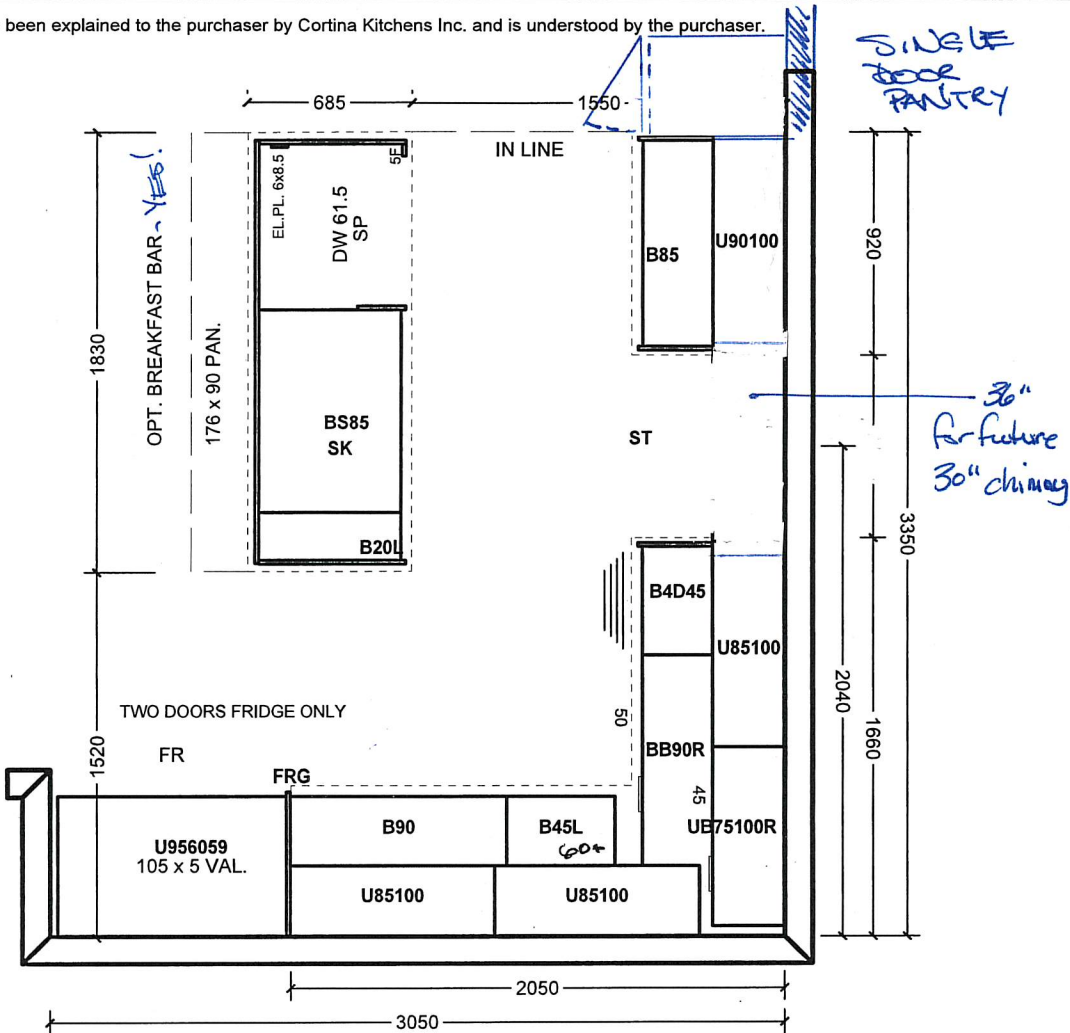 been explained to the purchaser by Cortina Kitchens Inc. and is understood by the purchaser.
SINGLE
DOOR
PANTRY
685
1550
IN LINE
EL.PL. 6x8.5
5F
DW 61.5
SP
OPT. BREAKFAST BAR - YES!
176 x 90 PAN.
1830
B85
U90100
920
BS85
SK
ST
36"
for future
30" chimney
B20L
3350
B4D45
U85100
2040
1660
TWO DOORS FRIDGE ONLY
50
BB90R
1520
FR
FRG
45
UB75100R
U956059
105 x 5 VAL.
B90
B45L
60+
U85100
U85100
2050
3050